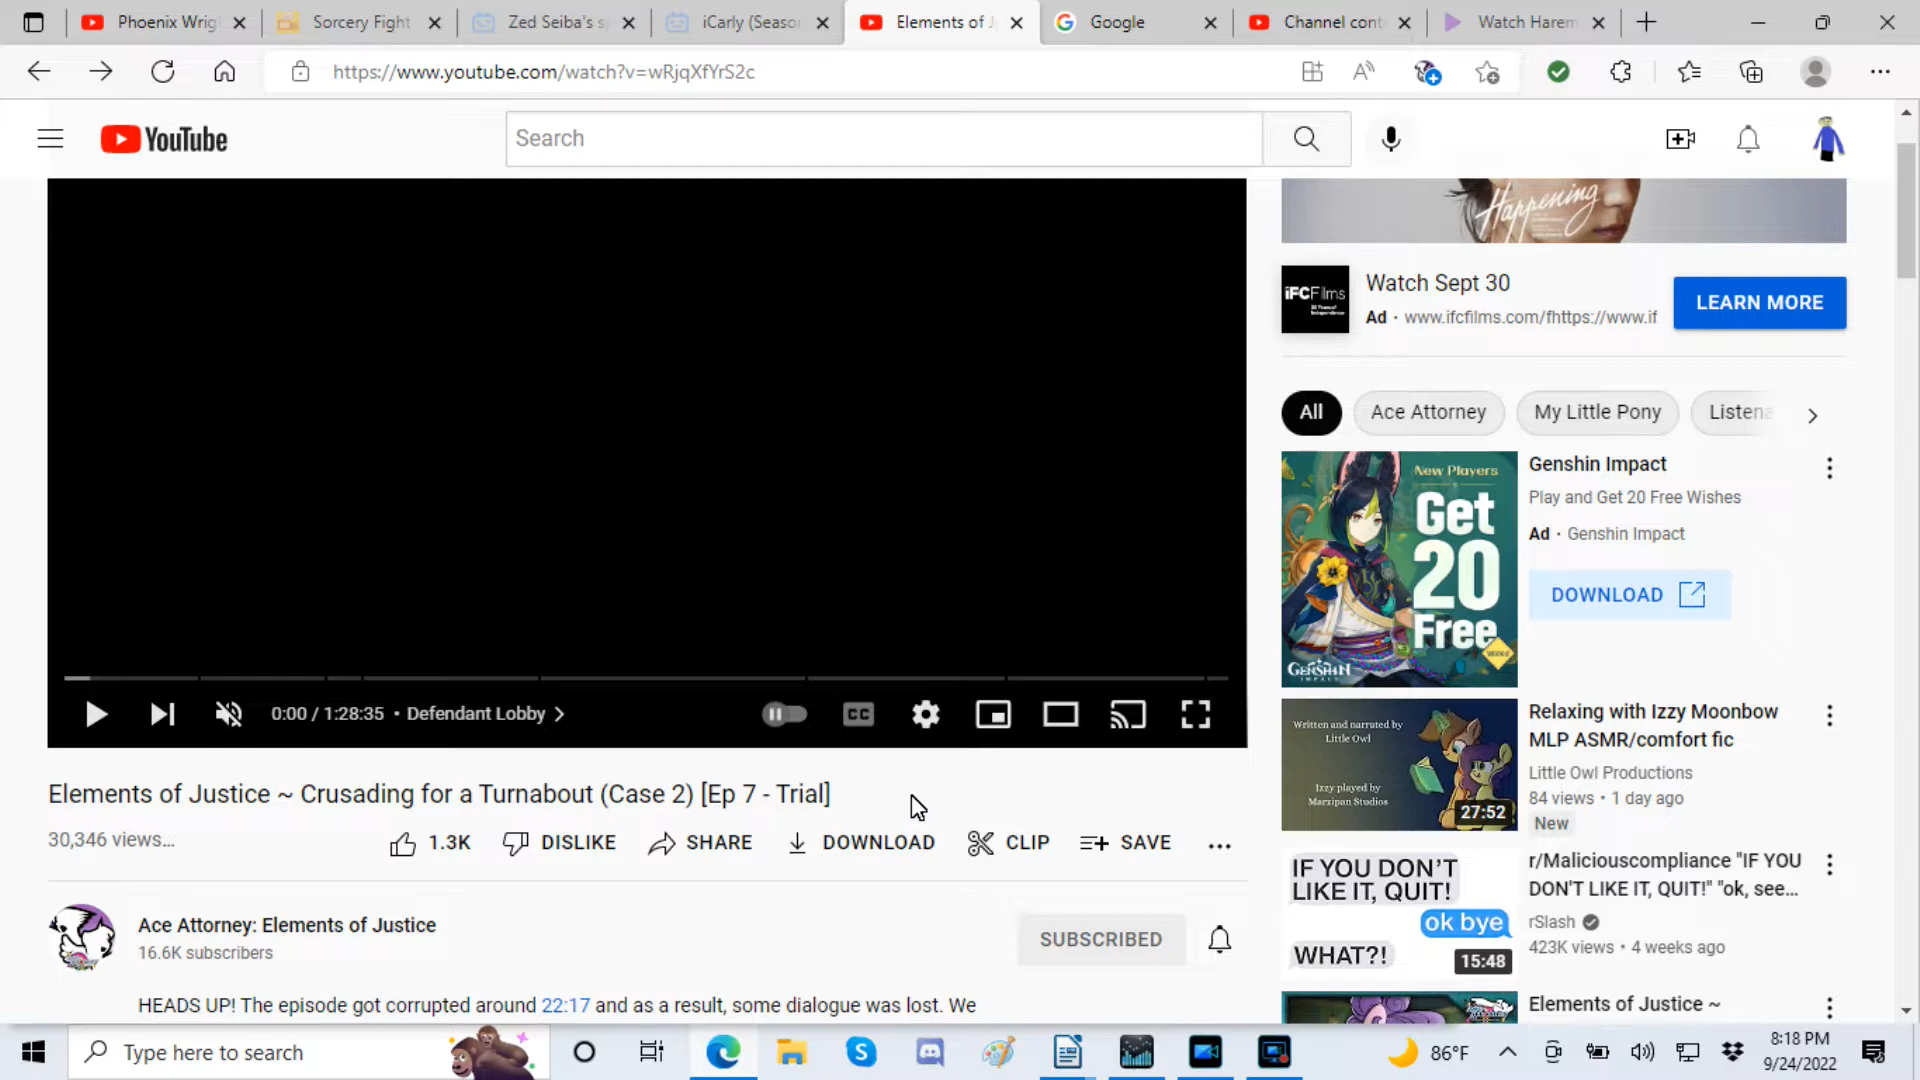 Phoenix Wrig
Sorcery Fight
Zed Seiba's s
iCarly (Seaso
Elements of J
Google
Channel cont
Watch Harem
https://www.youtube.com/watch?v=wRjqXfYrS2c
YouTube
Search
Happening
IFC Films
Watch Sept 30
Ad · www.ifcfilms.com/fhttps://www.if
LEARN MORE
All
Ace Attorney
My Little Pony
Listena
New Players
Get
20
Free
GENSHIN
IMPACT
Genshin Impact
Play and Get 20 Free Wishes
Ad · Genshin Impact
DOWNLOAD
0:00 / 1:28:35 • Defendant Lobby
CC
Written and narrated by
Little Owl
Izzy played by
Marzipan Studios
27:52
Relaxing with Izzy Moonbow
MLP ASMR/comfort fic
Little Owl Productions
84 views • 1 day ago
New
Elements of Justice ~ Crusading for a Turnabout (Case 2) [Ep 7 - Trial]
30,346 views...
1.3K
DISLIKE
SHARE
DOWNLOAD
CLIP
SAVE
IF YOU DON'T
LIKE IT, QUIT!
ok bye
WHAT?!
15:48
r/Maliciouscompliance "IF YOU
DON'T LIKE IT, QUIT!" "ok, see...
rSlash
423K views • 4 weeks ago
Ace Attorney: Elements of Justice
16.6K subscribers
SUBSCRIBED
HEADS UP! The episode got corrupted around 22:17 and as a result, some dialogue was lost. We
Elements of Justice ~
Type here to search
86°F
8:18 PM
9/24/2022